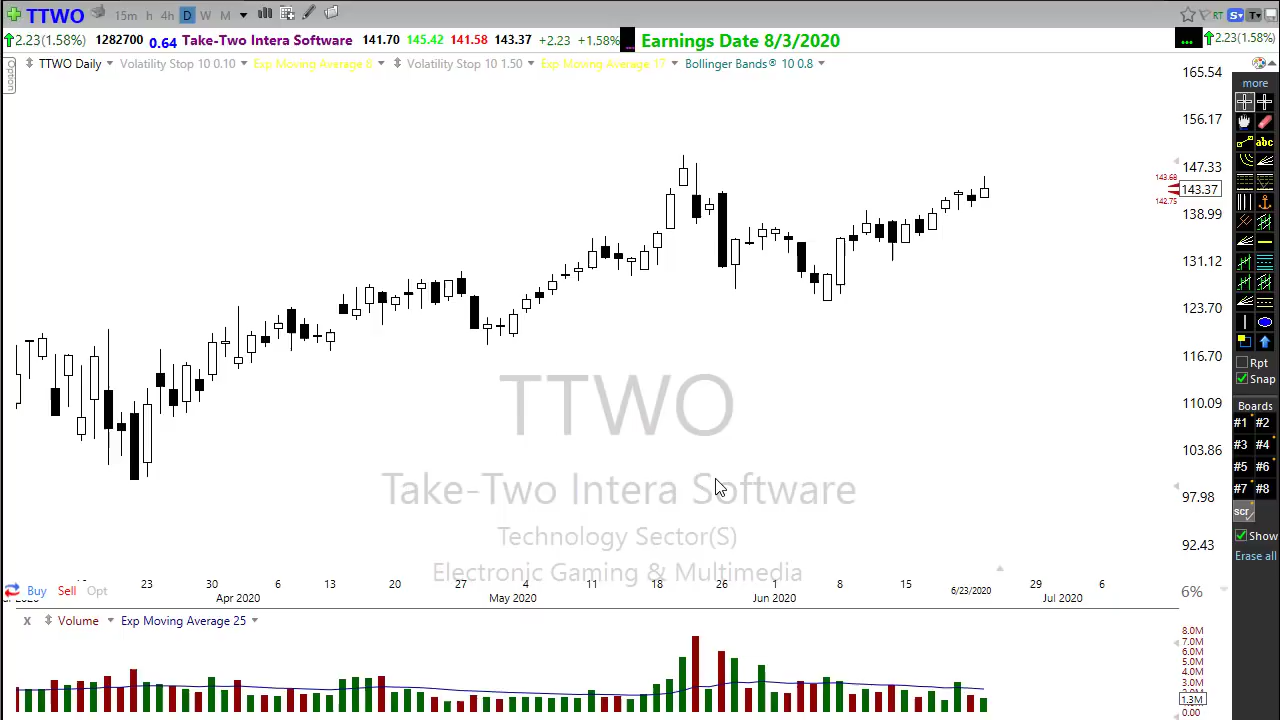 TTWO 15m h 4h D W M RT S T
2.23(1.58%) 1282700 0.64 Take-Two Intera Software 141.70 145.42 141.58 143.37 +2.23 +1.58% ... Earnings Date 8/3/2020 ... 2.23(1.58%)
Option TTWO Daily Volatility Stop 10 0.10 Exp Moving Average 8 Volatility Stop 10 1.50 Exp Moving Average 17 Bollinger Bands® 10 0.8
165.54
156.17
147.33
143.68
143.37
142.75
138.99
131.12
123.70
116.70
110.09
103.86
97.98
92.43
more
abc
Rpt
Snap
Boards
#1 #2
#3 #4
#5 #6
#7 #8
scr
Show
Erase all
TTWO
Take-Two Intera Software
Technology Sector(S)
Electronic Gaming & Multimedia
23 30 6 13 20 27 4 11 18 26 1 8 15 6/23/2020 29 6
Buy Sell Opt
April 2020 May 2020 Jun 2020 Jul 2020
6%
x Volume Exp Moving Average 25
8.0M
7.0M
6.0M
5.0M
4.0M
3.0M
1.3M
0.00